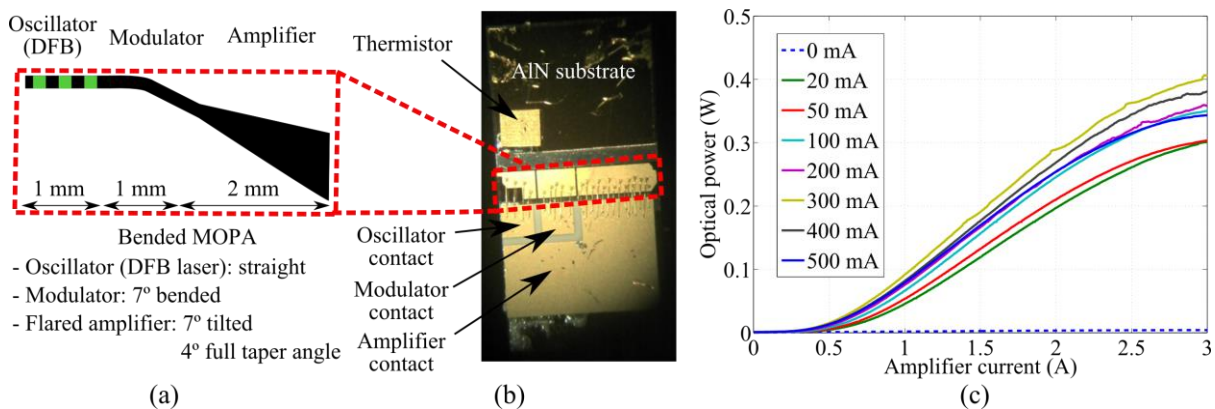 Oscillator
(DFB)
Modulator
Amplifier
1 mm
1 mm
2 mm
Bended MOPA
- Oscillator (DFB laser): straight
- Modulator: 7º bended
- Flared amplifier: 7º tilted
4º full taper angle
(a)
Thermistor
AlN substrate
Oscillator
contact
Modulator
contact
Amplifier
contact
(b)
Optical power (W)
0.5
0.4
0.3
0.2
0.1
0
0 mA
20 mA
50 mA
100 mA
200 mA
300 mA
400 mA
500 mA
0
0.5
1
1.5
2
2.5
3
Amplifier current (A)
(c)